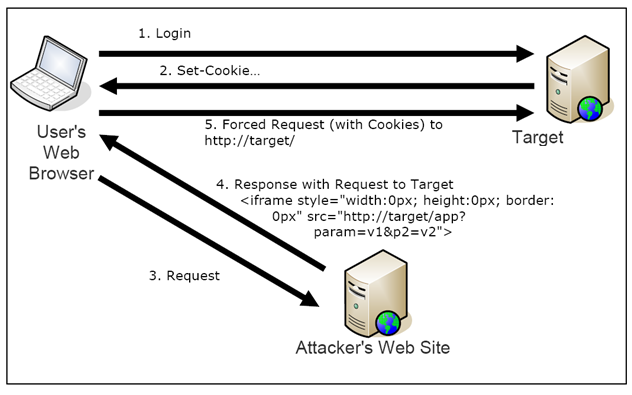 1. Login
2. Set-Cookie...
5. Forced Request (with Cookies) to
http://target/
User's
Web
Browser
Target
4. Response with Request to Target
<iframe style="width:0px; height:0px; border:
0px" src="http://target/app?
param=v1&p2=v2">
3. Request
Attacker's Web Site